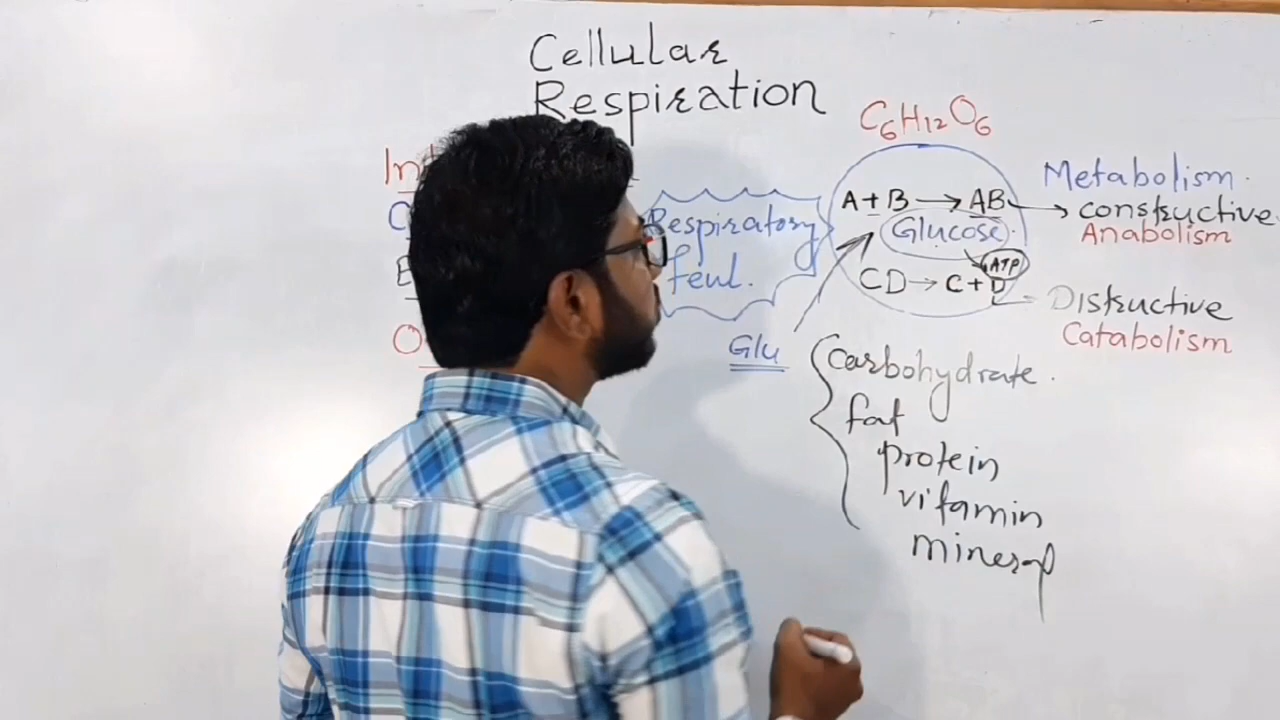 Cellular
Respiration
C6H12O6
Respiratory
feul.
A + B → AB
Glucose.
ATP
CD → C + D
Metabolism.
constructive
Anabolism
Distructive
Catabolism
Glu
carbohydrate.
fat
protein
vitamin
mineral